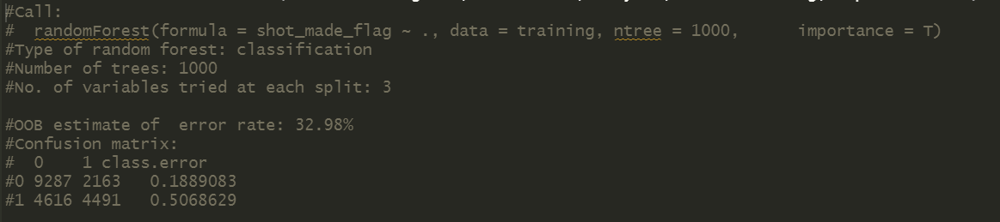 #Call:
#  randomForest(formula = shot_made_flag ~ ., data = training, ntree = 1000,      importance = T)
#Type of random forest: classification
#Number of trees: 1000
#No. of variables tried at each split: 3

#OOB estimate of  error rate: 32.98%
#Confusion matrix:
#  0    1 class.error
#0 9287 2163   0.1889083
#1 4616 4491   0.5068629